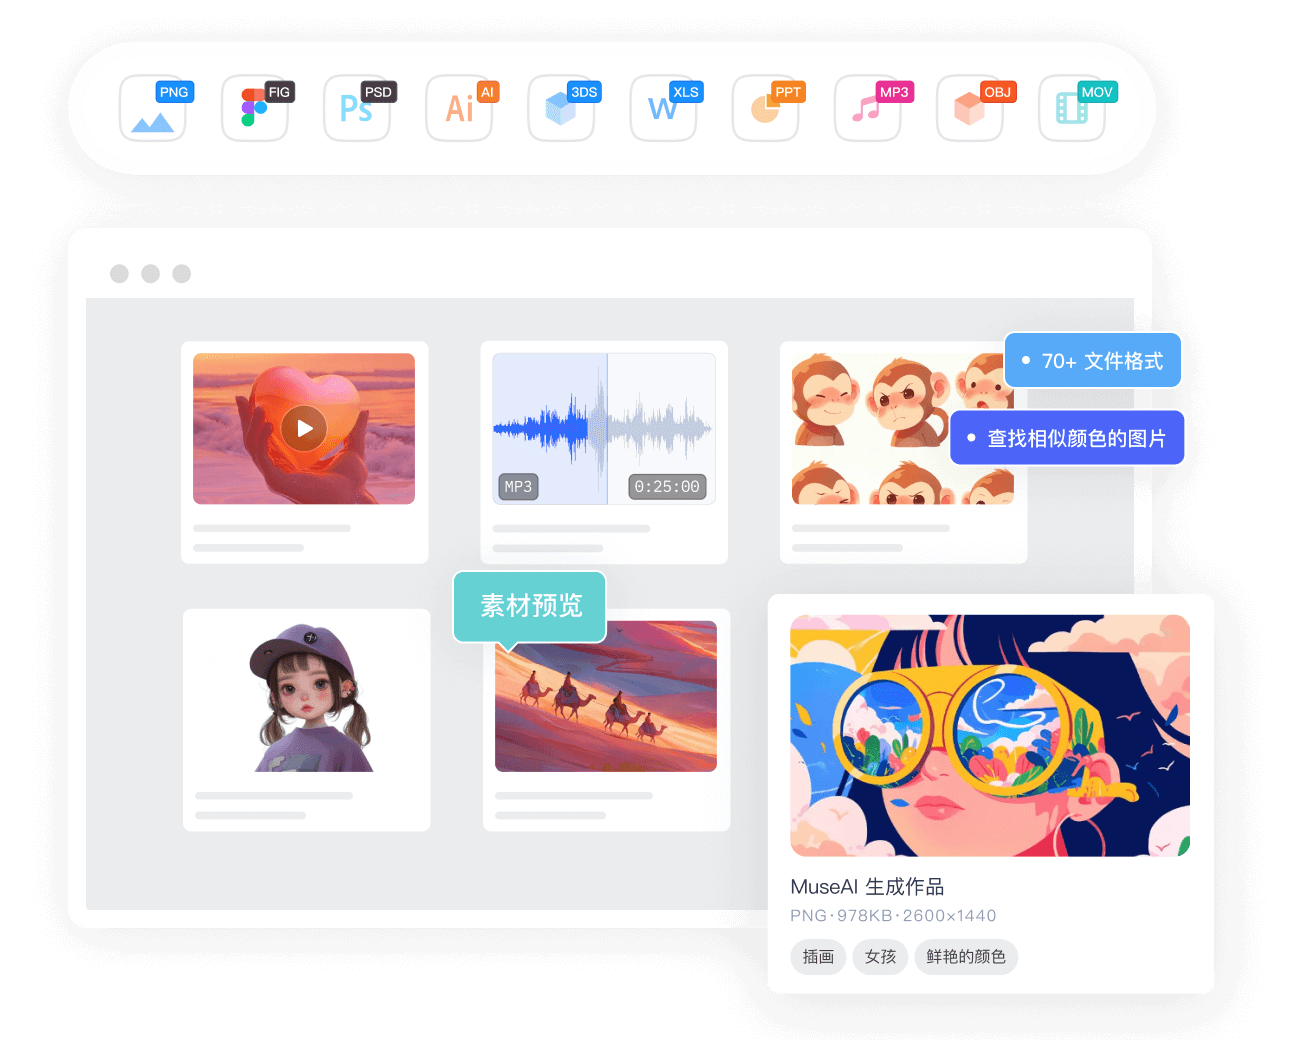 PNG
FIG
PSD
AI
3DS
XLS
PPT
MP3
OBJ
MOV
Ps
Ai
W
70+ 文件格式
查找相似颜色的图片
MP3
0:25:00
素材预览
MuseAI 生成作品
PNG·978KB·2600×1440
插画
女孩
鲜艳的颜色